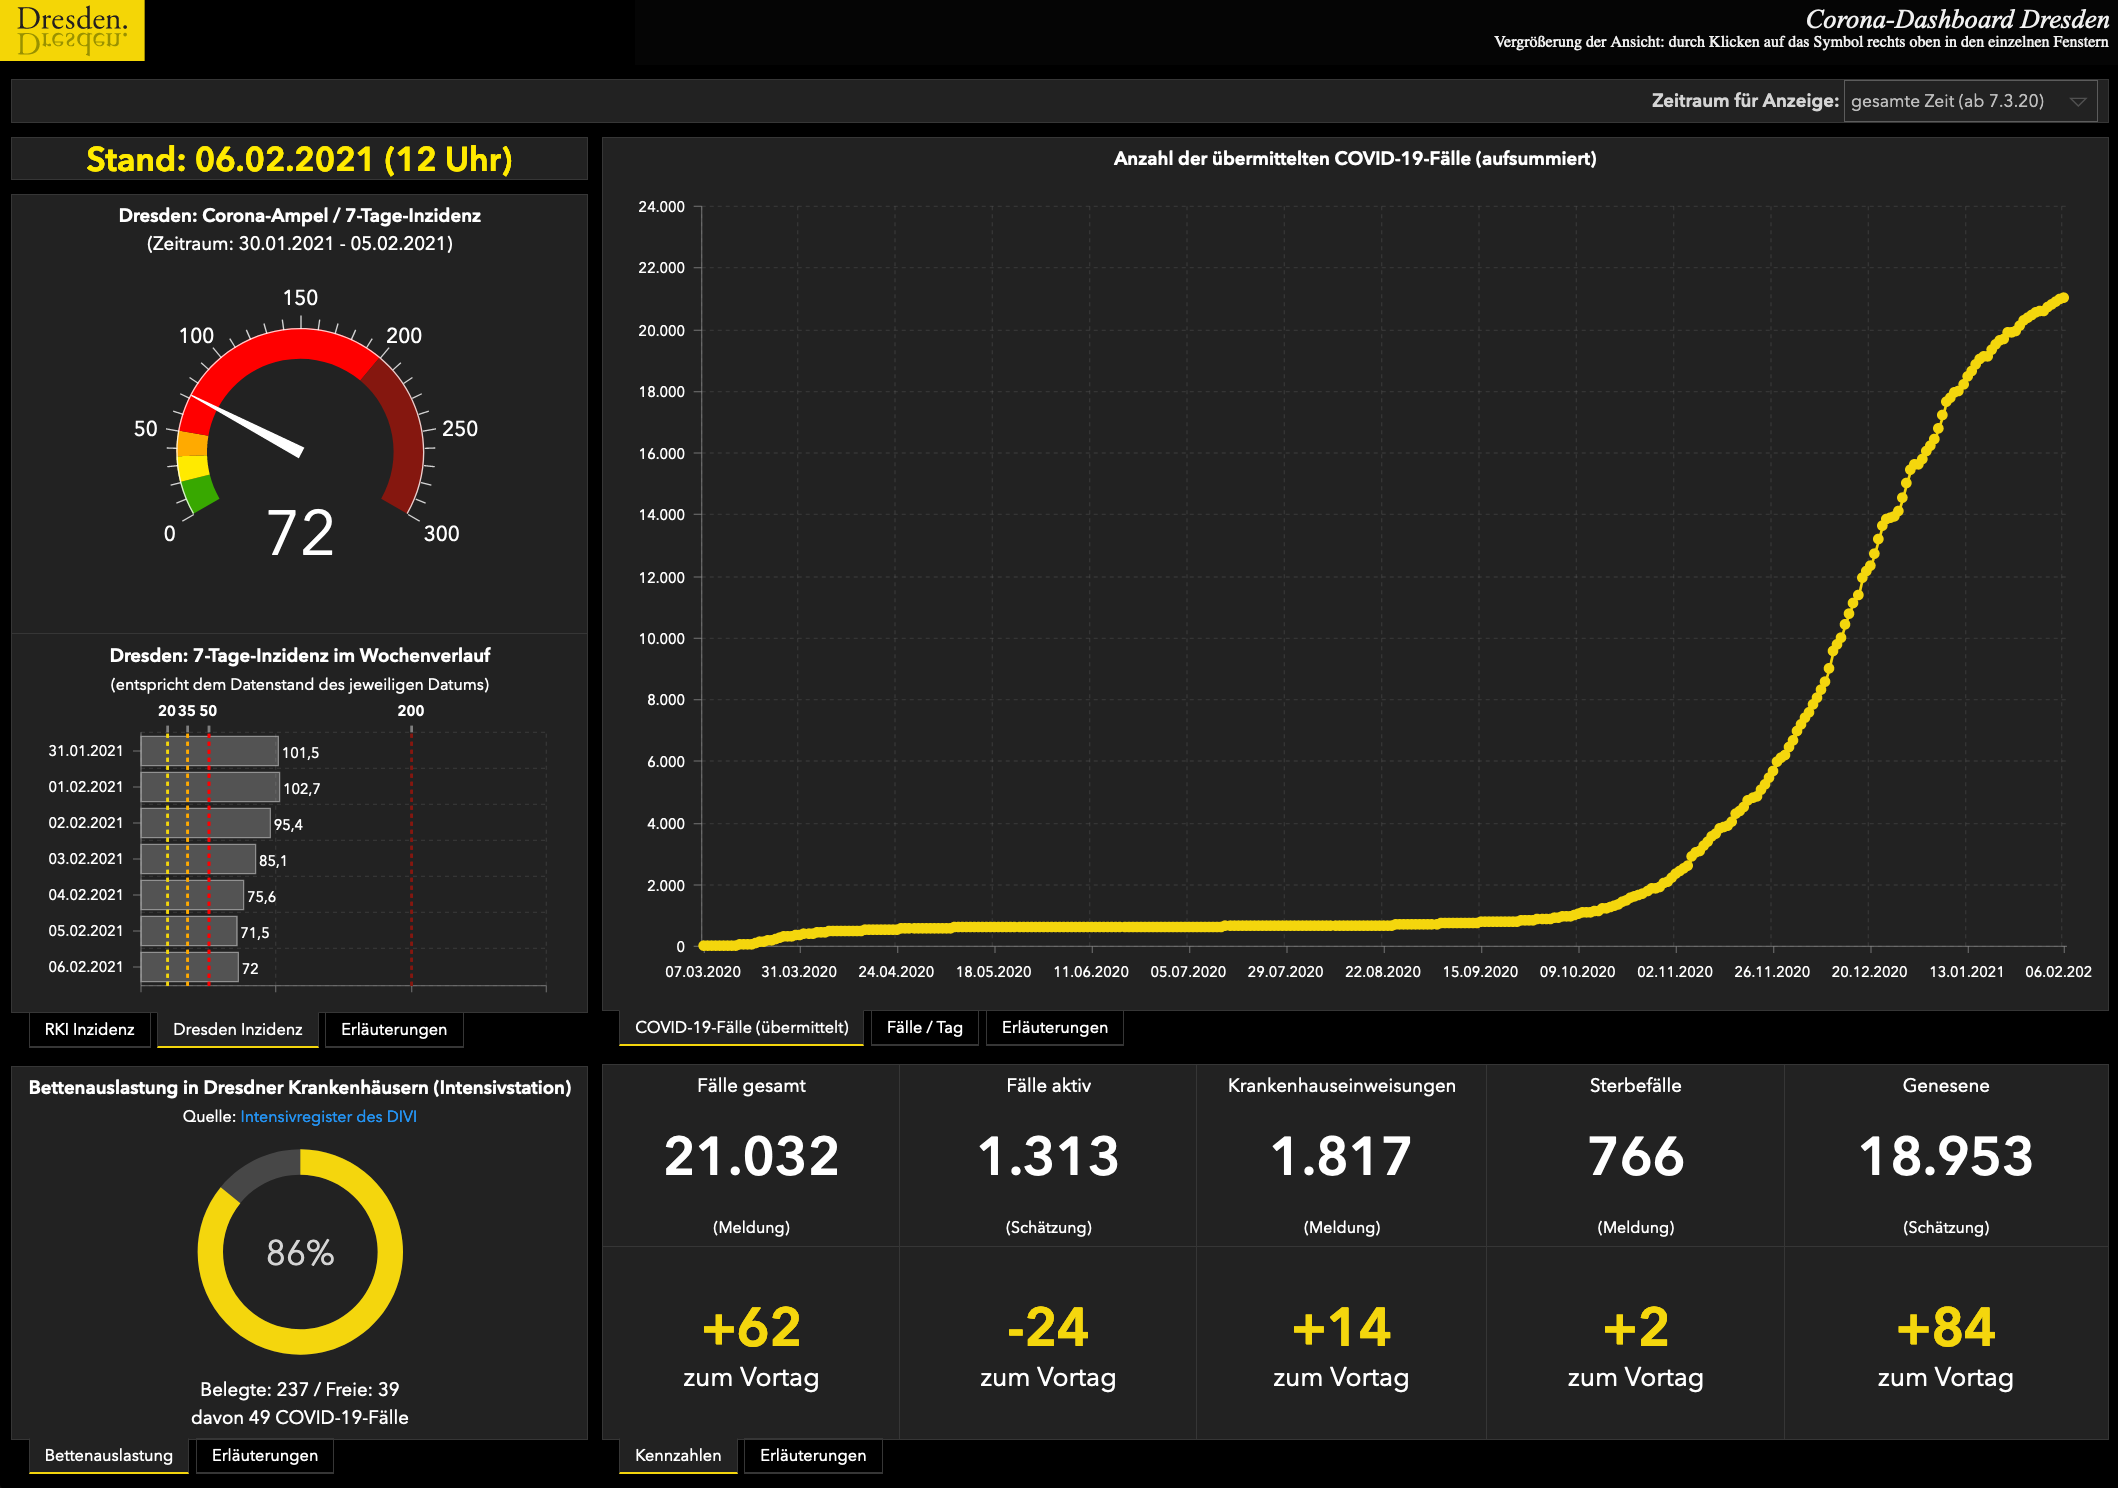 Dresden.
Dresden.
Corona-Dashboard Dresden
Vergrößerung der Ansicht: durch Klicken auf das Symbol rechts oben in den einzelnen Fenstern
Zeitraum für Anzeige: gesamte Zeit (ab 7.3.20)
Stand: 06.02.2021 (12 Uhr)
Dresden: Corona-Ampel / 7-Tage-Inzidenz
(Zeitraum: 30.01.2021 - 05.02.2021)
0
50
100
150
200
250
300
72
Dresden: 7-Tage-Inzidenz im Wochenverlauf
(entspricht dem Datenstand des jeweiligen Datums)
20 35 50 200
31.01.2021 101,5
01.02.2021 102,7
02.02.2021 95,4
03.02.2021 85,1
04.02.2021 75,6
05.02.2021 71,5
06.02.2021 72
RKI Inzidenz Dresden Inzidenz Erläuterungen
Anzahl der übermittelten COVID-19-Fälle (aufsummiert)
24.000
22.000
20.000
18.000
16.000
14.000
12.000
10.000
8.000
6.000
4.000
2.000
0
07.03.2020 31.03.2020 24.04.2020 18.05.2020 11.06.2020 05.07.2020 29.07.2020 22.08.2020 15.09.2020 09.10.2020 02.11.2020 26.11.2020 20.12.2020 13.01.2021 06.02.202
COVID-19-Fälle (übermittelt) Fälle / Tag Erläuterungen
Bettenauslastung in Dresdner Krankenhäusern (Intensivstation)
Quelle: Intensivregister des DIVI
86%
Belegte: 237 / Freie: 39
davon 49 COVID-19-Fälle
Bettenauslastung Erläuterungen
Fälle gesamt
21.032
(Meldung)
+62
zum Vortag
Fälle aktiv
1.313
(Schätzung)
-24
zum Vortag
Krankenhauseinweisungen
1.817
(Meldung)
+14
zum Vortag
Sterbefälle
766
(Meldung)
+2
zum Vortag
Genesene
18.953
(Schätzung)
+84
zum Vortag
Kennzahlen Erläuterungen